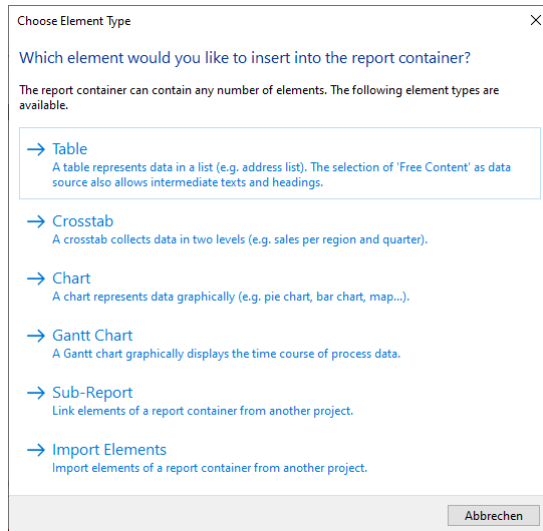 Choose Element Type
Which element would you like to insert into the report container?
The report container can contain any number of elements. The following element types are
available.
Table
A table represents data in a list (e.g. address list). The selection of 'Free Content' as data
source also allows intermediate texts and headings.
Crosstab
A crosstab collects data in two levels (e.g. sales per region and quarter).
Chart
A chart represents data graphically (e.g. pie chart, bar chart, map...).
Gantt Chart
A Gantt chart graphically displays the time course of process data.
Sub-Report
Link elements of a report container from another project.
Import Elements
Import elements of a report container from another project.
Abbrechen